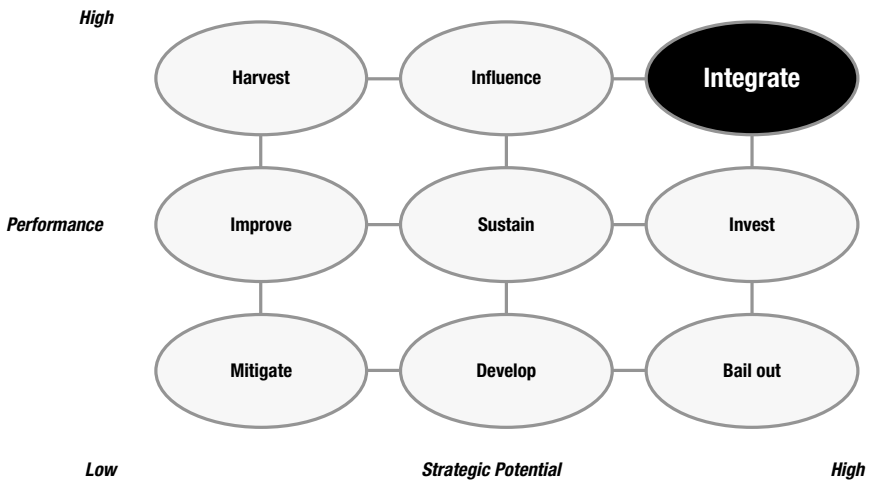 High
Harvest
Influence
Integrate
Performance
Improve
Sustain
Invest
Mitigate
Develop
Bail out
Low
Strategic Potential
High